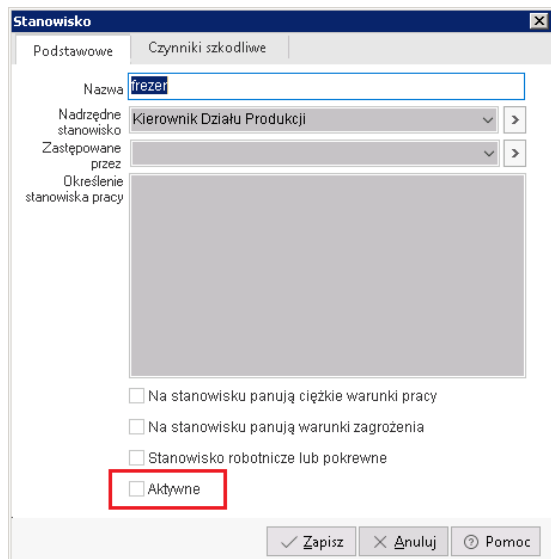 Stanowisko
Podstawowe
Czynniki szkodliwe
Nazwa
frezer
Nadrzędne
stanowisko
Kierownik Działu Produkcji
Zastępowane
przez
Określenie
stanowiska pracy
Na stanowisku panują ciężkie warunki pracy
Na stanowisku panują warunki zagrożenia
Stanowisko robotnicze lub pokrewne
Aktywne
Zapisz
Anuluj
Pomoc